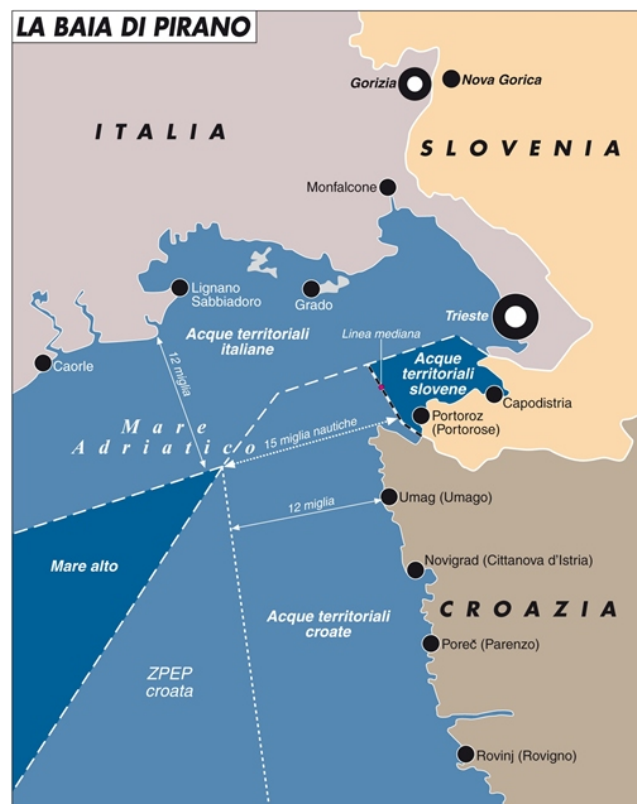 LA BAIA DI PIRANO
Gorizia
Nova Gorica
ITALIA
SLOVENIA
Monfalcone
Lignano
Sabbiadoro
Grado
Trieste
Acque territoriali
italiane
Linea mediana
Acque
territoriali
slovene
Caorle
12 miglia
Capodistria
Portoroz
(Portorose)
Mare
Adriatico
15 miglia nautiche
12 miglia
Umag (Umago)
Mare alto
Novigrad (Cittanova d'Istria)
CROAZIA
Acque territoriali
croate
Poreč (Parenzo)
ZPEP
croata
Rovinj (Rovigno)